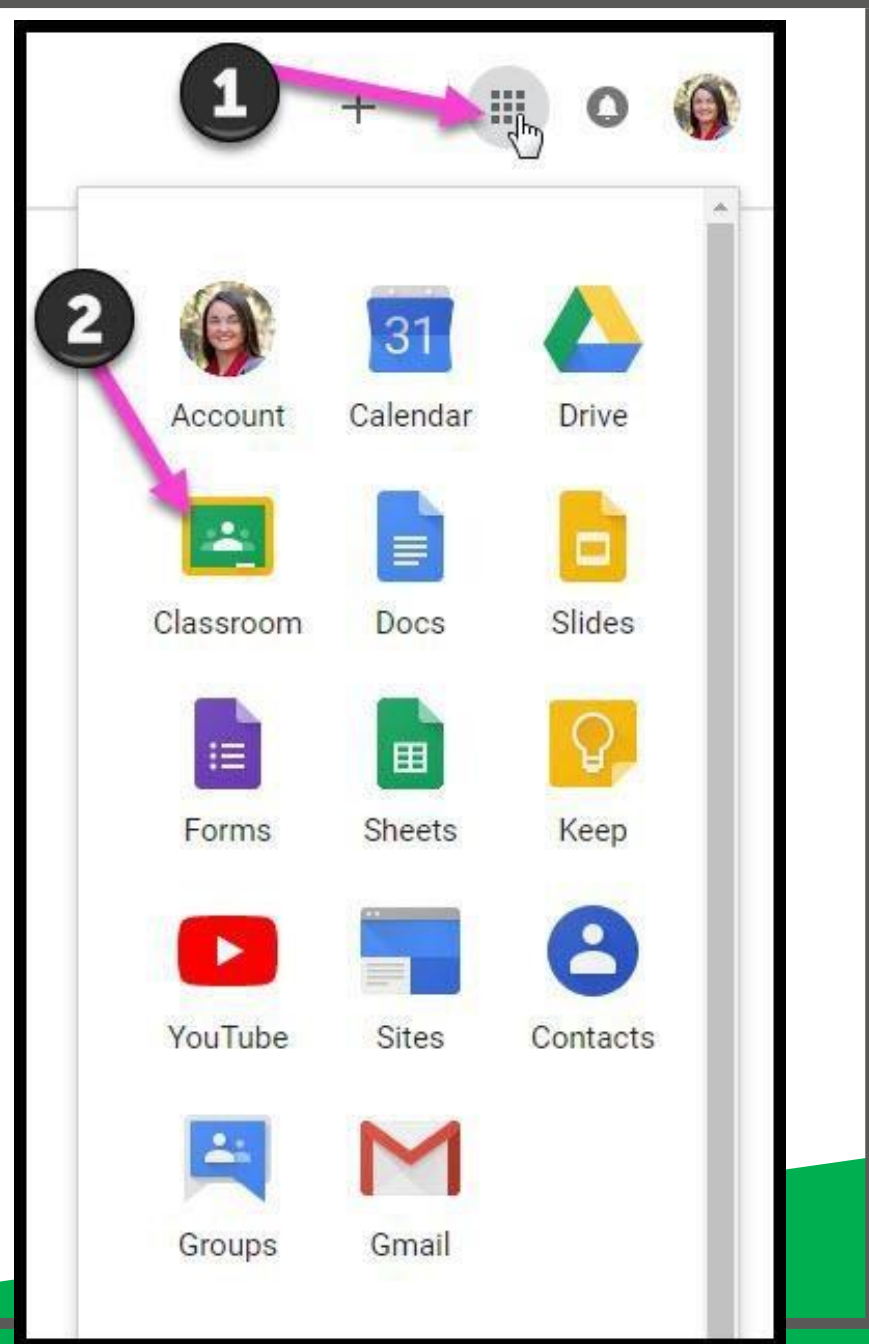 1
2
31
Account Calendar Drive
Classroom Docs Slides
Forms Sheets Keep
YouTube Sites Contacts
Groups Gmail